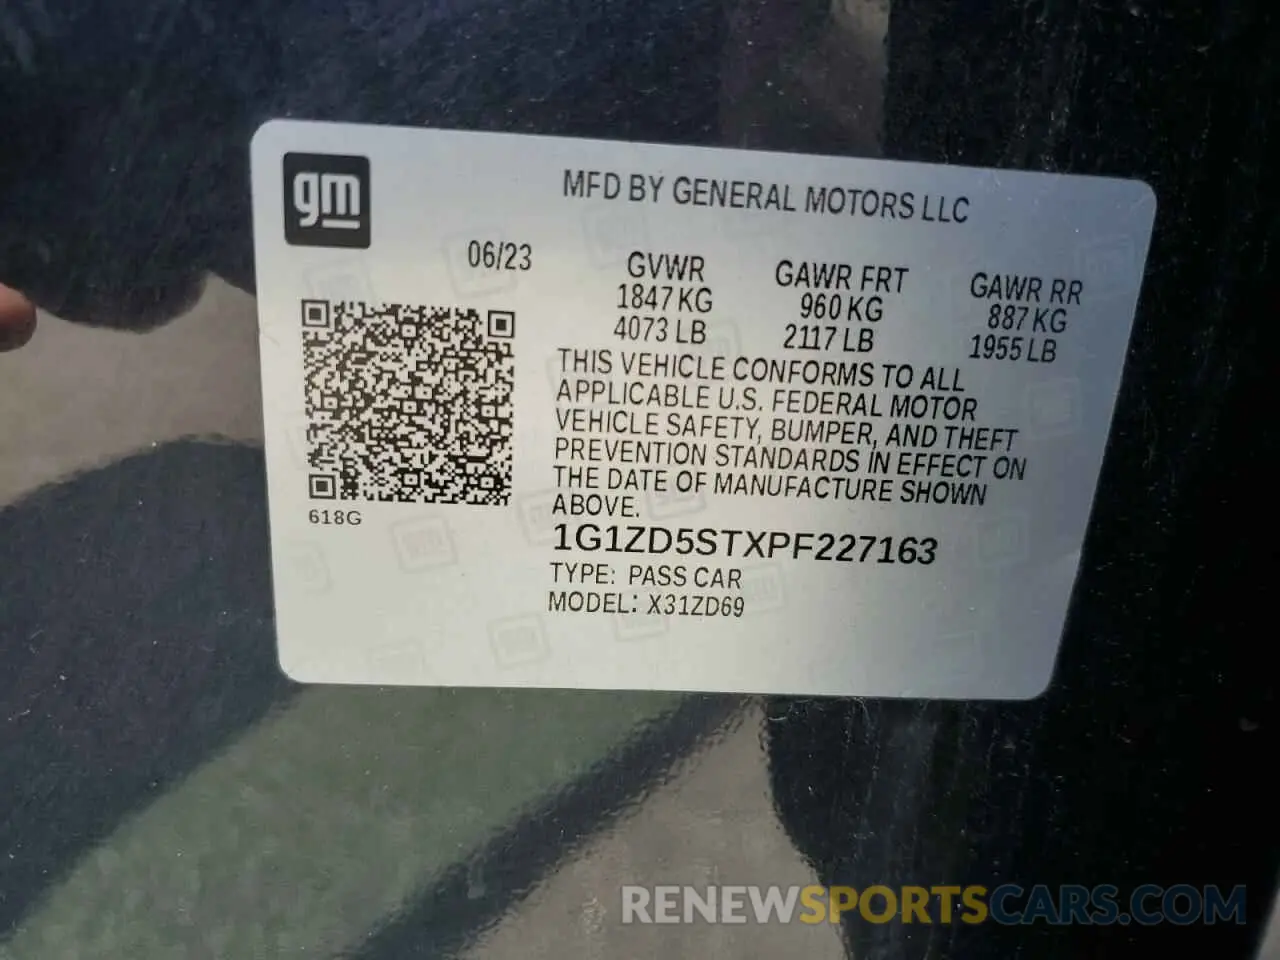 gm
MFD BY GENERAL MOTORS LLC
06/23
GVWR GAWR FRT GAWR RR
1847 KG 960 KG 887 KG
4073 LB 2117 LB 1955 LB
THIS VEHICLE CONFORMS TO ALL
APPLICABLE U.S. FEDERAL MOTOR
VEHICLE SAFETY, BUMPER, AND THEFT
PREVENTION STANDARDS IN EFFECT ON
THE DATE OF MANUFACTURE SHOWN
ABOVE.
618G
1G1ZD5STXPF227163
TYPE: PASS CAR
MODEL: X31ZD69
RENEWSPORTSCARS.COM